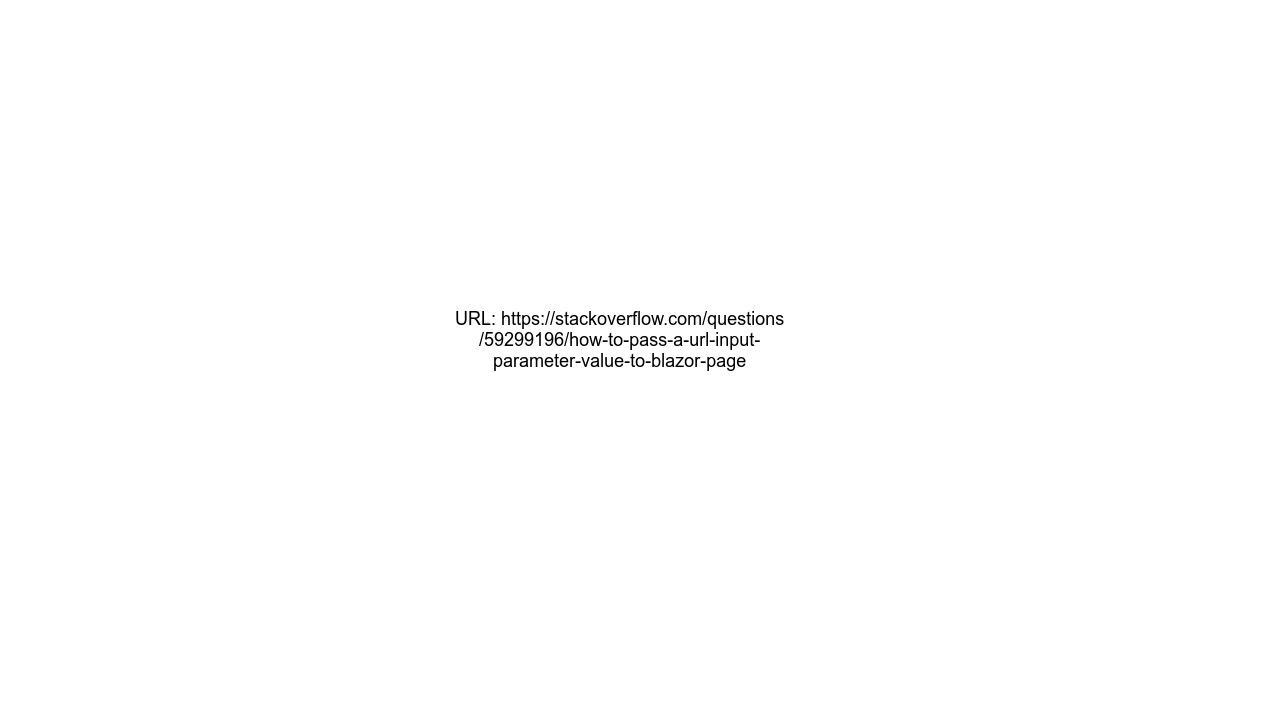 URL: https://stackoverflow.com/questions
/59299196/how-to-pass-a-url-input-
parameter-value-to-blazor-page